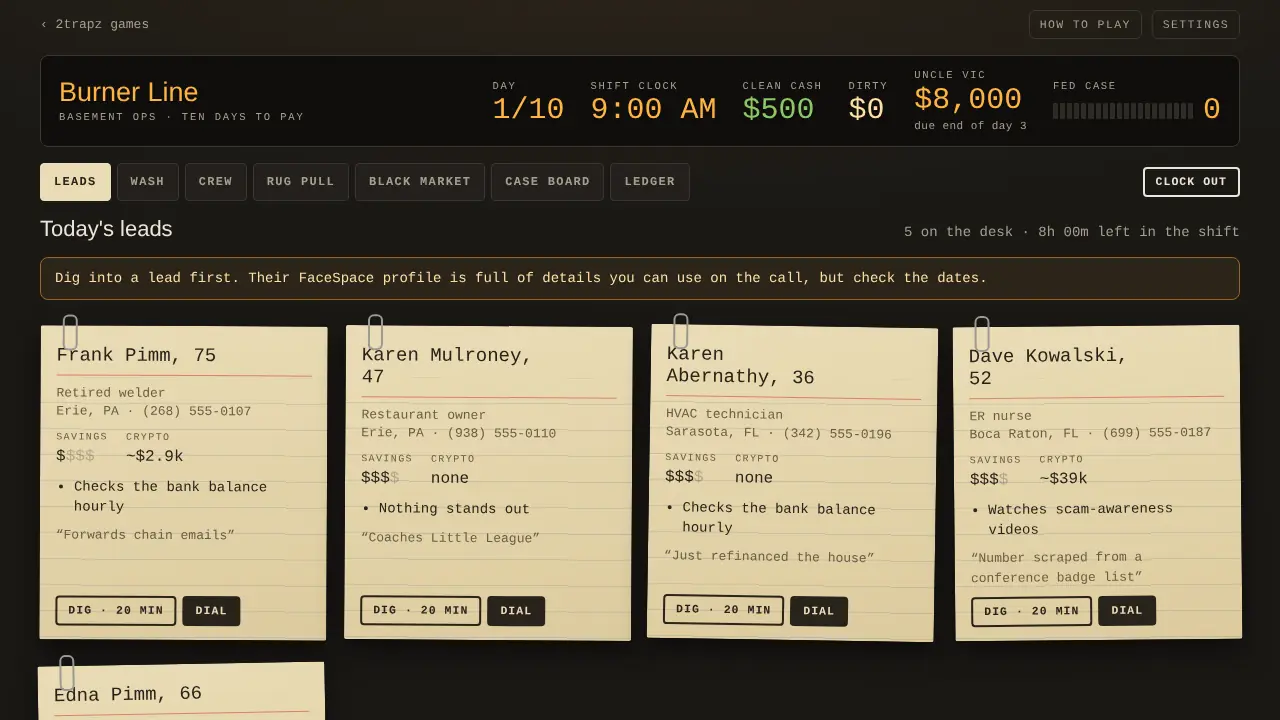 ‹ 2trapz games
HOW TO PLAY
SETTINGS
Burner Line
BASEMENT OPS · TEN DAYS TO PAY
DAY
1/10
SHIFT CLOCK
9:00 AM
CLEAN CASH
$500
DIRTY
$0
UNCLE VIC
$8,000
due end of day 3
FED CASE
0
LEADS
WASH
CREW
RUG PULL
BLACK MARKET
CASE BOARD
LEDGER
CLOCK OUT
Today's leads
5 on the desk · 8h 00m left in the shift
Dig into a lead first. Their FaceSpace profile is full of details you can use on the call, but check the dates.
Frank Pimm, 75
Retired welder
Erie, PA · (268) 555-0107
SAVINGS CRYPTO
$$$$ ~$2.9k
• Checks the bank balance
hourly
“Forwards chain emails”
DIG · 20 MIN
DIAL
Karen Mulroney,
47
Restaurant owner
Erie, PA · (938) 555-0110
SAVINGS CRYPTO
$$$$ none
• Nothing stands out
“Coaches Little League”
DIG · 20 MIN
DIAL
Karen
Abernathy, 36
HVAC technician
Sarasota, FL · (342) 555-0196
SAVINGS CRYPTO
$$$$ none
• Checks the bank balance
hourly
“Just refinanced the house”
DIG · 20 MIN
DIAL
Dave Kowalski,
52
ER nurse
Boca Raton, FL · (699) 555-0187
SAVINGS CRYPTO
$$$$ ~$39k
• Watches scam-awareness
videos
“Number scraped from a
conference badge list”
DIG · 20 MIN
DIAL
Edna Pimm, 66